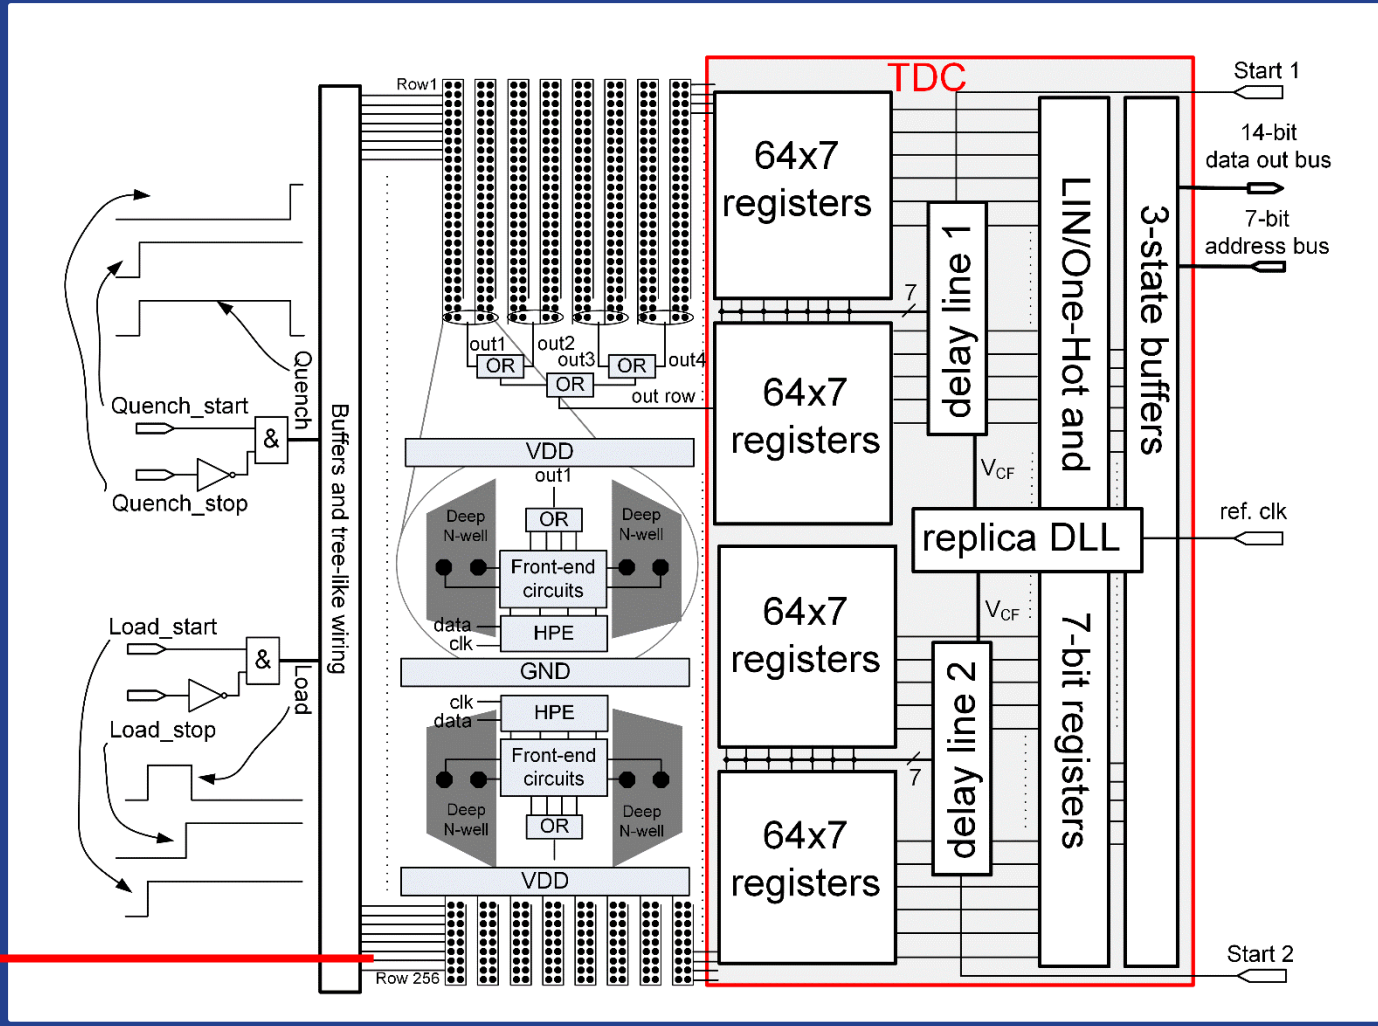 TDC
Start 1
Row1
14-bit
data out bus
64x7
registers
7-bit
address bus
LIN/One-Hot and
7-bit registers
3-state buffers
delay line 1
7
out1
out2
out3
out4
OR
OR
OR
out row
64x7
registers
Quench
Quench_start
&
Quench_stop
Buffers and tree-like wiring
VDD
out1
OR
Deep
N-well
Deep
N-well
Front-end
circuits
data
clk
HPE
GND
VCF
replica DLL
ref. clk
VCF
64x7
registers
Load_start
&
Load
Load_stop
clk
data
HPE
Front-end
circuits
Deep
N-well
Deep
N-well
OR
VDD
7
delay line 2
64x7
registers
Row 256
Start 2